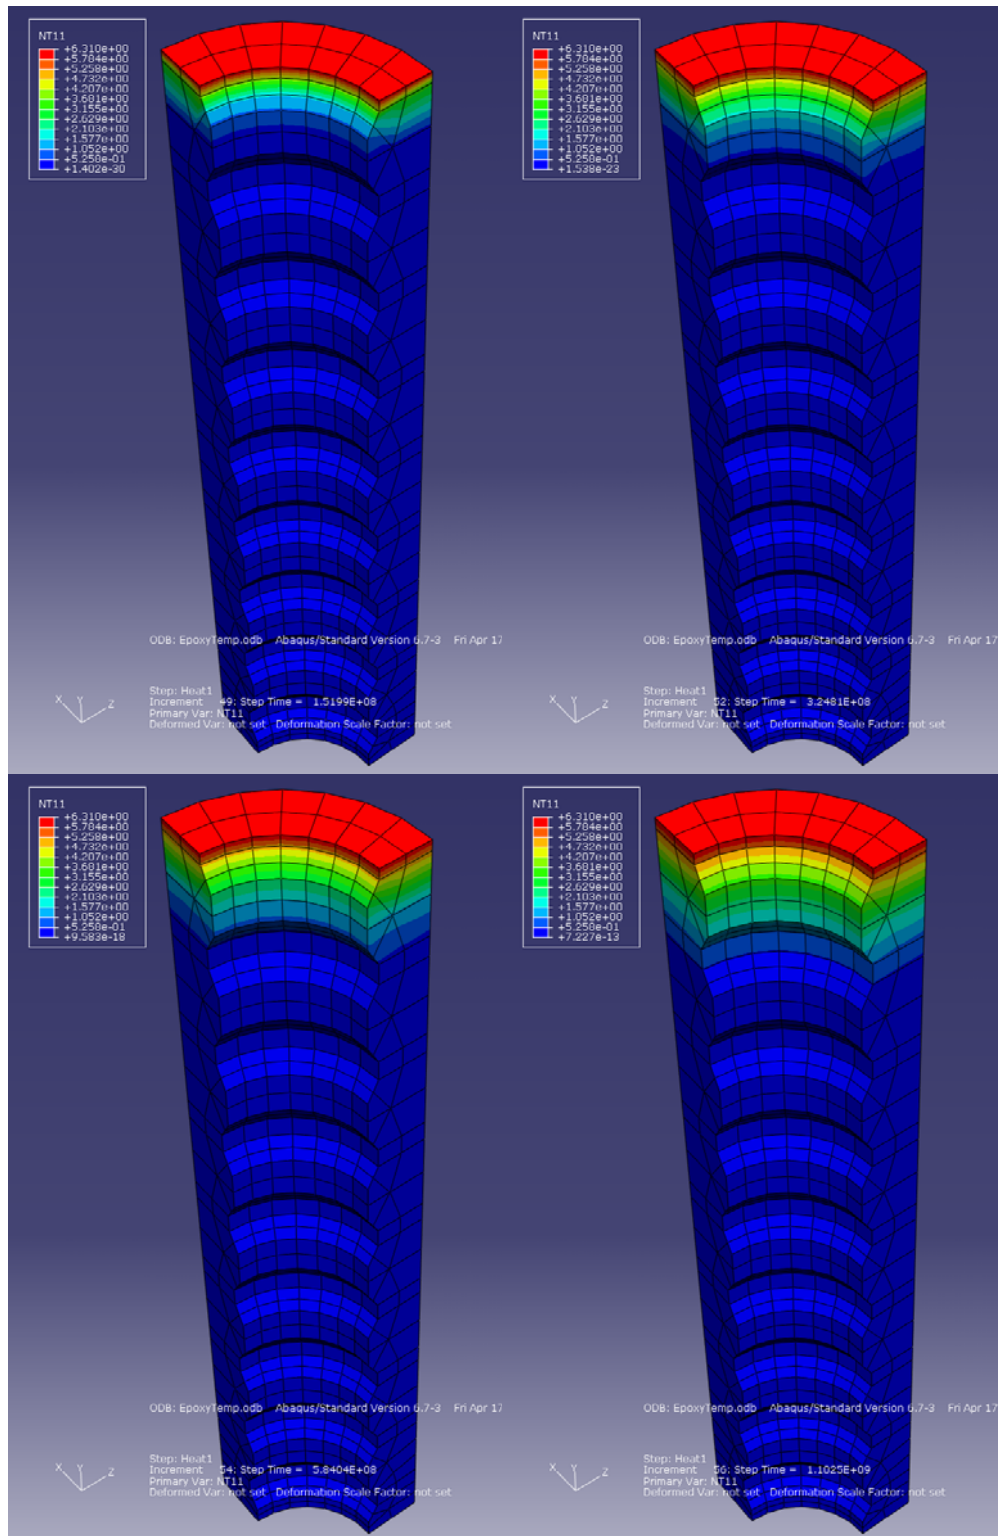 NT11
+6.310e+00
+5.784e+00
+5.258e+00
+4.732e+00
+4.207e+00
+3.681e+00
+3.155e+00
+2.629e+00
+2.103e+00
+1.577e+00
+1.052e+00
+5.258e-01
+1.402e-30
ODB: EpoxyTemp.odb Abaqus/Standard Version 6.7-3 Fri Apr 17
X Y Z
Step: Heat1
Increment 49: Step Time = 1.5199E+08
Primary Var: NT11
Deformed Var: not set Deformation Scale Factor: not set
NT11
+6.310e+00
+5.784e+00
+5.258e+00
+4.732e+00
+4.207e+00
+3.681e+00
+3.155e+00
+2.629e+00
+2.103e+00
+1.577e+00
+1.052e+00
+5.258e-01
+1.538e-23
ODB: EpoxyTemp.odb Abaqus/Standard Version 6.7-3 Fri Apr 17
X Y Z
Step: Heat1
Increment 52: Step Time = 3.2481E+08
Primary Var: NT11
Deformed Var: not set Deformation Scale Factor: not set
NT11
+6.310e+00
+5.784e+00
+5.258e+00
+4.732e+00
+4.207e+00
+3.681e+00
+3.155e+00
+2.629e+00
+2.103e+00
+1.577e+00
+1.052e+00
+5.258e-01
+9.583e-18
ODB: EpoxyTemp.odb Abaqus/Standard Version 6.7-3 Fri Apr 17
X Y Z
Step: Heat1
Increment 54: Step Time = 5.8404E+08
Primary Var: NT11
Deformed Var: not set Deformation Scale Factor: not set
NT11
+6.310e+00
+5.784e+00
+5.258e+00
+4.732e+00
+4.207e+00
+3.681e+00
+3.155e+00
+2.629e+00
+2.103e+00
+1.577e+00
+1.052e+00
+5.258e-01
+7.227e-13
ODB: EpoxyTemp.odb Abaqus/Standard Version 6.7-3 Fri Apr 17
X Y Z
Step: Heat1
Increment 56: Step Time = 1.1025E+09
Primary Var: NT11
Deformed Var: not set Deformation Scale Factor: not set